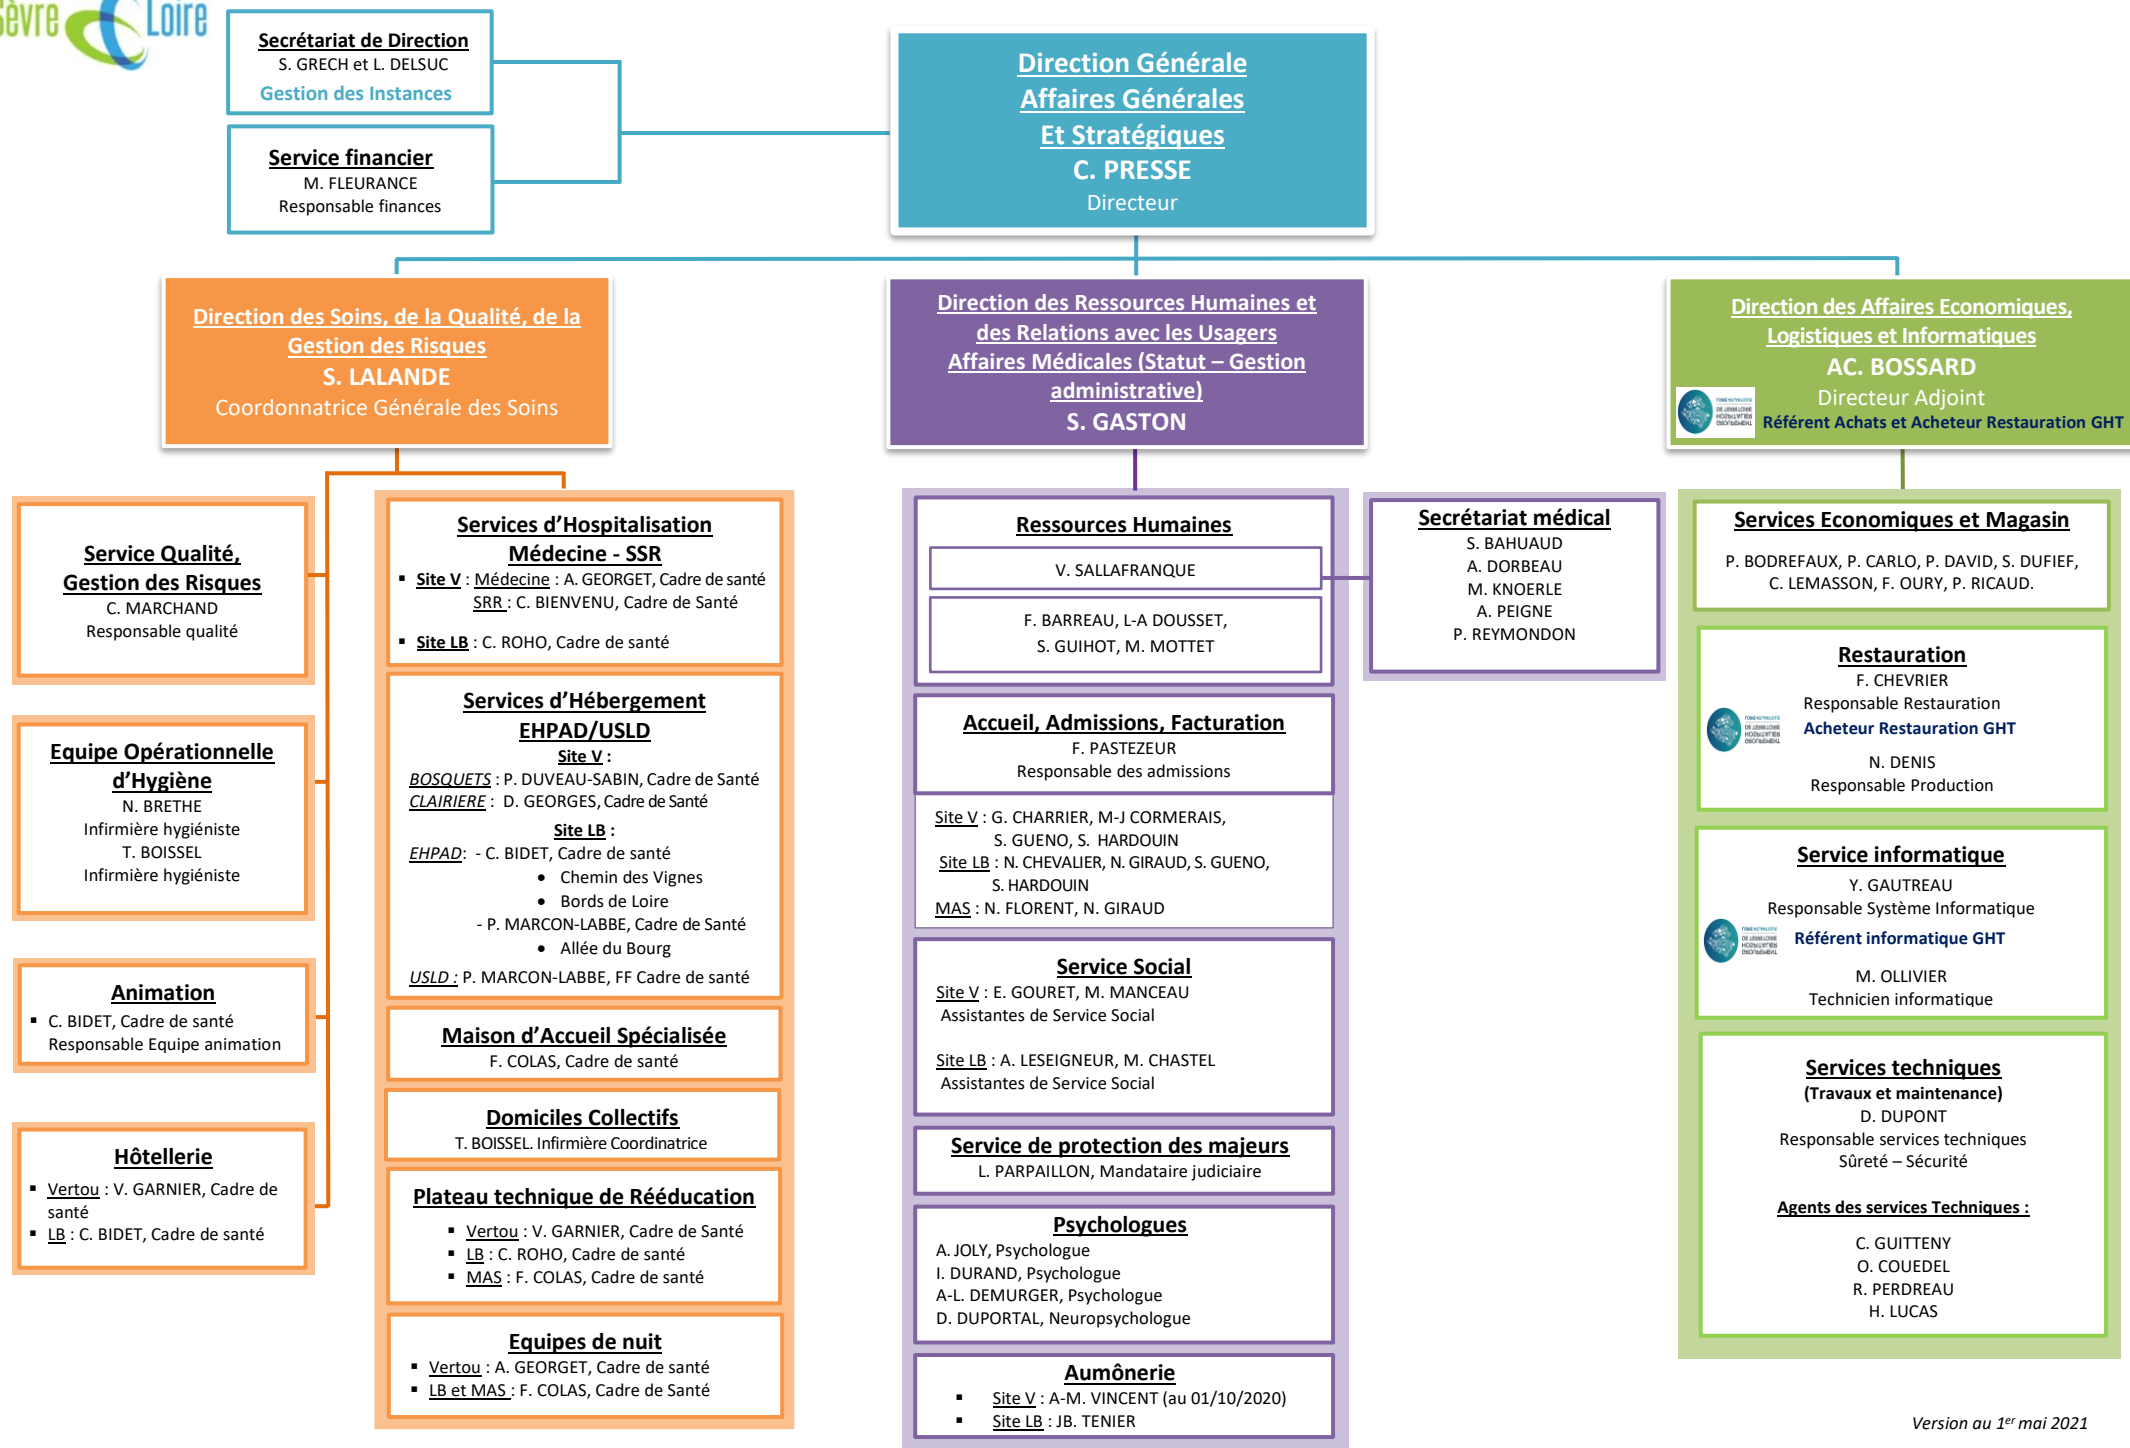 Sèvre Loire
Secrétariat de Direction
S. GRECH et L. DELSUC
Gestion des Instances
Service financier
M. FLEURANCE
Responsable finances
Direction Générale
Affaires Générales
Et Stratégiques
C. PRESSE
Directeur
Direction des Soins, de la Qualité, de la
Gestion des Risques
S. LALANDE
Coordonnatrice Générale des Soins
Direction des Ressources Humaines et
des Relations avec les Usagers
Affaires Médicales (Statut – Gestion
administrative)
S. GASTON
Direction des Affaires Economiques,
Logistiques et Informatiques
AC. BOSSARD
Directeur Adjoint
Référent Achats et Acheteur Restauration GHT
Service Qualité,
Gestion des Risques
C. MARCHAND
Responsable qualité
Equipe Opérationnelle
d’Hygiène
N. BRETHE
Infirmière hygiéniste
T. BOISSEL
Infirmière hygiéniste
Animation
▪ C. BIDET, Cadre de santé
Responsable Equipe animation
Hôtellerie
▪ Vertou : V. GARNIER, Cadre de
santé
▪ LB : C. BIDET, Cadre de santé
Services d’Hospitalisation
Médecine - SSR
▪ Site V : Médecine : A. GEORGET, Cadre de santé
SRR : C. BIENVENU, Cadre de Santé
▪ Site LB : C. ROHO, Cadre de santé
Services d’Hébergement
EHPAD/USLD
Site V :
BOSQUETS : P. DUVEAU-SABIN, Cadre de Santé
CLAIRIERE : D. GEORGES, Cadre de Santé
Site LB :
EHPAD: - C. BIDET, Cadre de santé
• Chemin des Vignes
• Bords de Loire
- P. MARCON-LABBE, Cadre de Santé
• Allée du Bourg
USLD : P. MARCON-LABBE, FF Cadre de santé
Maison d’Accueil Spécialisée
F. COLAS, Cadre de santé
Domiciles Collectifs
T. BOISSEL. Infirmière Coordinatrice
Plateau technique de Rééducation
▪ Vertou : V. GARNIER, Cadre de Santé
▪ LB : C. ROHO, Cadre de santé
▪ MAS : F. COLAS, Cadre de santé
Equipes de nuit
▪ Vertou : A. GEORGET, Cadre de santé
▪ LB et MAS : F. COLAS, Cadre de Santé
Ressources Humaines
V. SALLAFRANQUE
F. BARREAU, L-A DOUSSET,
S. GUIHOT, M. MOTTET
Accueil, Admissions, Facturation
F. PASTEZEUR
Responsable des admissions
Site V : G. CHARRIER, M-J CORMERAIS,
S. GUENO, S. HARDOUIN
Site LB : N. CHEVALIER, N. GIRAUD, S. GUENO,
S. HARDOUIN
MAS : N. FLORENT, N. GIRAUD
Service Social
Site V : E. GOURET, M. MANCEAU
Assistantes de Service Social
Site LB : A. LESEIGNEUR, M. CHASTEL
Assistantes de Service Social
Service de protection des majeurs
L. PARPAILLON, Mandataire judiciaire
Psychologues
A. JOLY, Psychologue
I. DURAND, Psychologue
A-L. DEMURGER, Psychologue
D. DUPORTAL, Neuropsychologue
Aumônerie
▪ Site V : A-M. VINCENT (au 01/10/2020)
▪ Site LB : JB. TENIER
Secrétariat médical
S. BAHUAUD
A. DORBEAU
M. KNOERLE
A. PEIGNE
P. REYMONDON
Services Economiques et Magasin
P. BODREFAUX, P. CARLO, P. DAVID, S. DUFIEF,
C. LEMASSON, F. OURY, P. RICAUD.
Restauration
F. CHEVRIER
Responsable Restauration
Acheteur Restauration GHT
N. DENIS
Responsable Production
Service informatique
Y. GAUTREAU
Responsable Système Informatique
Référent informatique GHT
M. OLLIVIER
Technicien informatique
Services techniques
(Travaux et maintenance)
D. DUPONT
Responsable services techniques
Sûreté – Sécurité
Agents des services Techniques :
C. GUITTENY
O. COUEDEL
R. PERDREAU
H. LUCAS
Version au 1er mai 2021